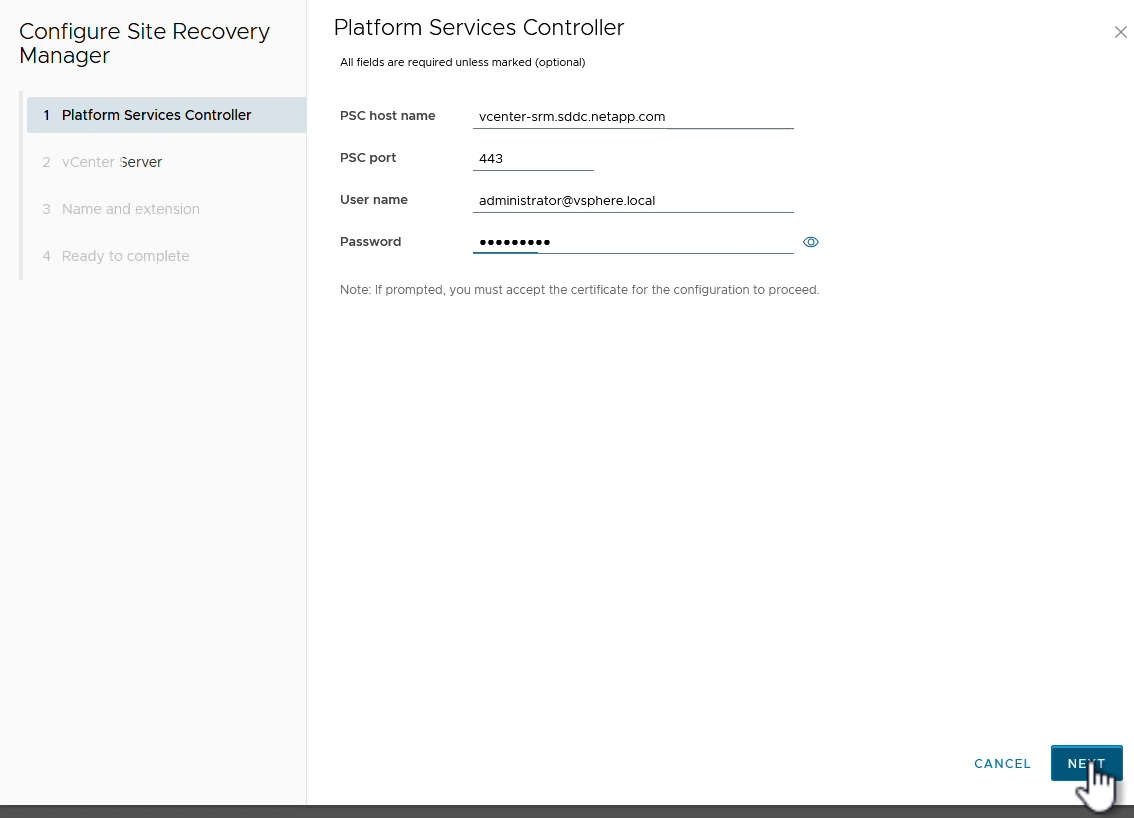 Configure Site Recovery
Manager
1 Platform Services Controller
2 vCenter Server
3 Name and extension
4 Ready to complete
Platform Services Controller
All fields are required unless marked (optional)
PSC host name vcenter-srm.sddc.netapp.com
PSC port 443
User name administrator@vsphere.local
Password •••••••••
Note: If prompted, you must accept the certificate for the configuration to proceed.
CANCEL NEXT